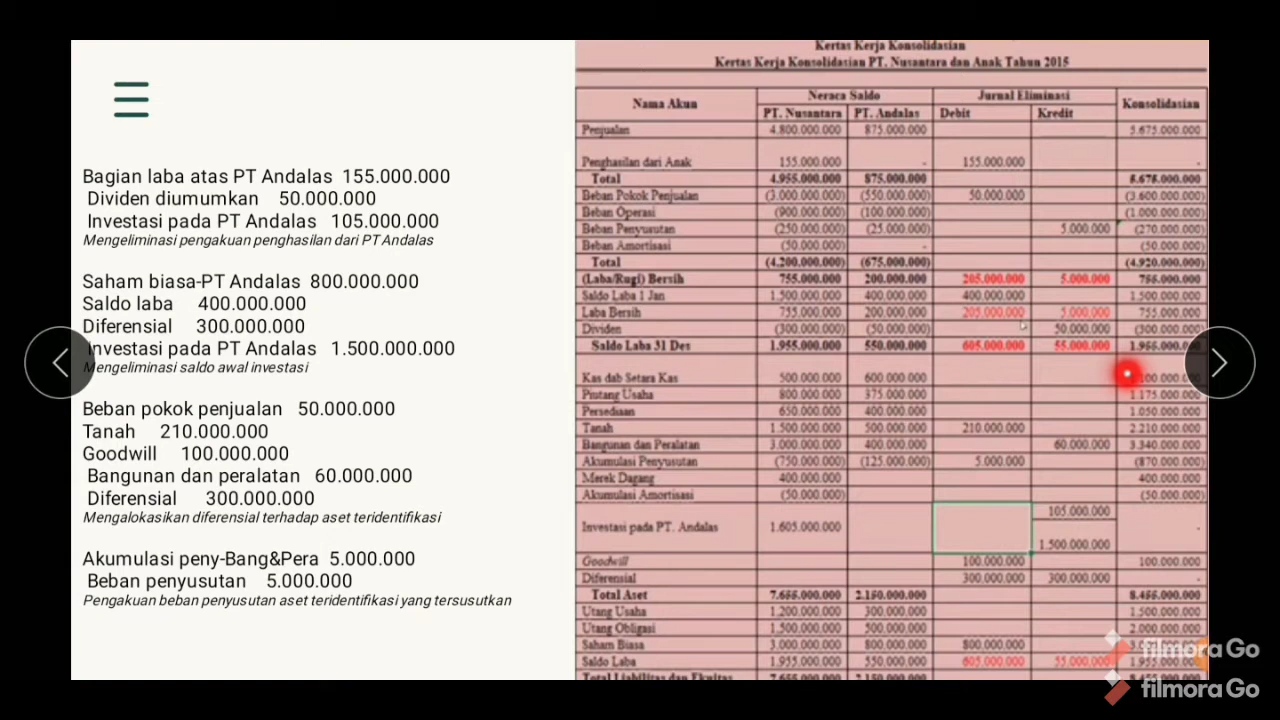 Bagian laba atas PT Andalas 155.000.000
Dividen diumumkan 50.000.000
Investasi pada PT Andalas 105.000.000
Mengeliminasi pengakuan penghasilan dari PT Andalas
Saham biasa-PT Andalas 800.000.000
Saldo laba 400.000.000
Diferensial 300.000.000
Investasi pada PT Andalas 1.500.000.000
Mengeliminasi saldo awal investasi
Beban pokok penjualan 50.000.000
Tanah 210.000.000
Goodwill 100.000.000
Bangunan dan peralatan 60.000.000
Diferensial 300.000.000
Mengalokasikan diferensial terhadap aset teridentifikasi
Akumulasi peny-Bang&Pera 5.000.000
Beban penyusutan 5.000.000
Pengakuan beban penyusutan aset teridentifikasi yang tersusutkan
Kertas Kerja Konsolidasian
Kertas Kerja Konsolidasian PT. Nusantara dan Anak Tahun 2015
Nama Akun Neraca Saldo Jurnal Eliminasi Konsolidasian
PT. Nusantara PT. Andalas Debit Kredit
Penjualan 4.800.000.000 875.000.000 5.675.000.000
Penghasilan dari Anak 155.000.000 - 155.000.000 -
Total 4.955.000.000 875.000.000 5.675.000.000
Beban Pokok Penjualan (3.000.000.000) (550.000.000) 50.000.000 (3.600.000.000)
Beban Operasi (900.000.000) (100.000.000) (1.000.000.000)
Beban Penyusutan (250.000.000) (25.000.000) 5.000.000 (270.000.000)
Beban Amortisasi (50.000.000) - (50.000.000)
Total (4.200.000.000) (675.000.000) (4.920.000.000)
(Laba/Rugi) Bersih 755.000.000 200.000.000 205.000.000 5.000.000 755.000.000
Saldo Laba 1 Jan 1.500.000.000 400.000.000 400.000.000 1.500.000.000
Laba Bersih 755.000.000 200.000.000 205.000.000 5.000.000 755.000.000
Dividen (300.000.000) (50.000.000) 50.000.000 (300.000.000)
Saldo Laba 31 Des 1.955.000.000 550.000.000 605.000.000 55.000.000 1.955.000.000
Kas dab Setara Kas 500.000.000 600.000.000
Piutang Usaha 800.000.000 375.000.000 1.175.000.000
Persediaan 650.000.000 400.000.000 1.050.000.000
Tanah 1.500.000.000 500.000.000 210.000.000 2.210.000.000
Bangunan dan Peralatan 3.000.000.000 400.000.000 60.000.000 3.340.000.000
Akumulasi Penyusutan (750.000.000) (125.000.000) 5.000.000 (870.000.000)
Merek Dagang 400.000.000 400.000.000
Akumulasi Amortisasi (50.000.000) (50.000.000)
105.000.000
Investasi pada PT. Andalas 1.605.000.000 -
1.500.000.000
Goodwill 100.000.000 100.000.000
Diferensial 300.000.000 300.000.000 -
Total Aset 7.655.000.000 2.150.000.000 8.455.000.000
Utang Usaha 1.200.000.000 300.000.000 1.500.000.000
Utang Obligasi 1.500.000.000 500.000.000 2.000.000.000
Saham Biasa 3.000.000.000 800.000.000 800.000.000
Saldo Laba 1.955.000.000 550.000.000 605.000.000 55.000.000 1.955.000.000
Total Liabilitas dan Ekuitas 7.655.000.000 2.150.000.000
filmora Go
filmora Go